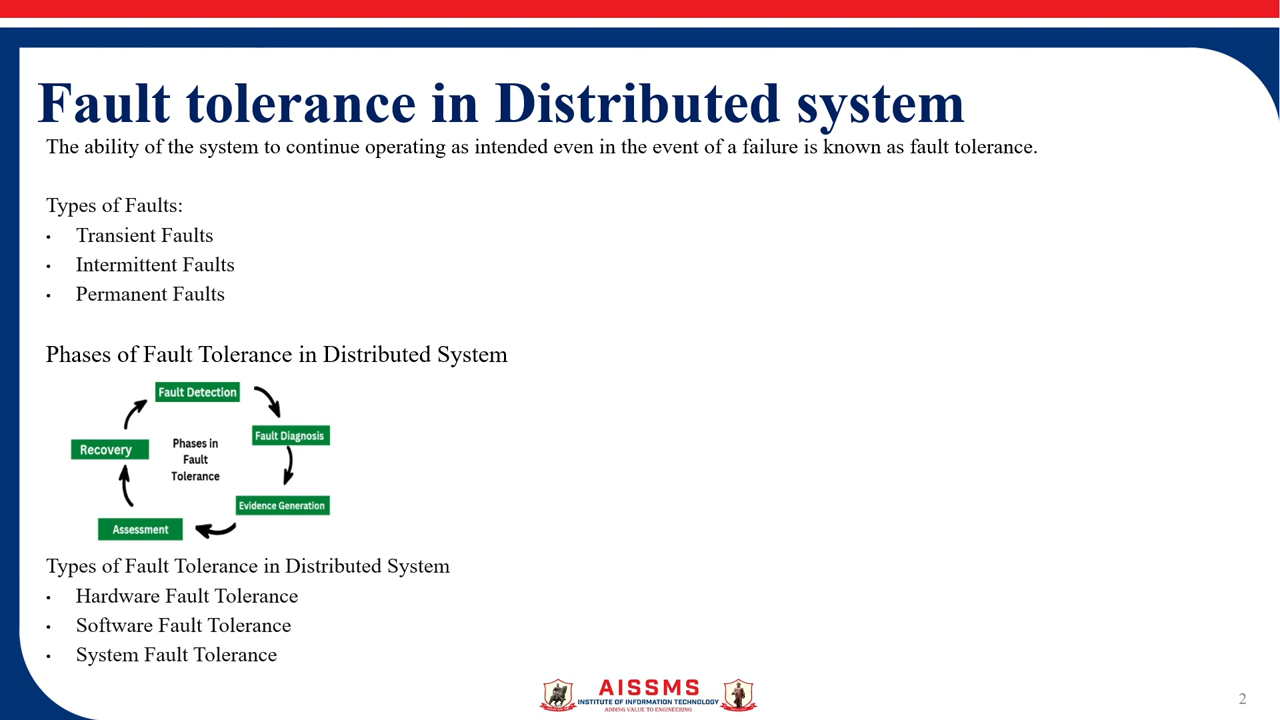 Fault tolerance in Distributed system
The ability of the system to continue operating as intended even in the event of a failure is known as fault tolerance.
Types of Faults:
• Transient Faults
• Intermittent Faults
• Permanent Faults
Phases of Fault Tolerance in Distributed System
Fault Detection
Fault Diagnosis
Evidence Generation
Assessment
Recovery
Phases in
Fault
Tolerance
Types of Fault Tolerance in Distributed System
• Hardware Fault Tolerance
• Software Fault Tolerance
• System Fault Tolerance
AISSMS
INSTITUTE OF INFORMATION TECHNOLOGY
ADDING VALUE TO ENGINEERING
2